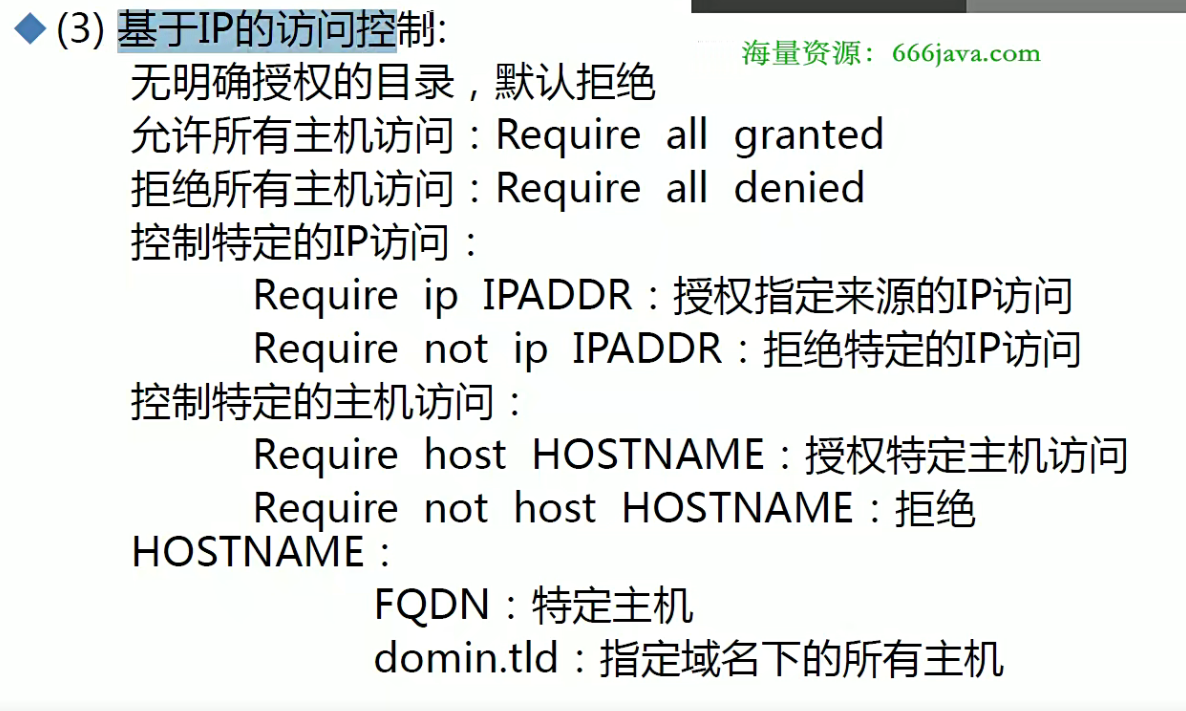 (3) 基于IP的访问控制:
海量资源：666java.com
无明确授权的目录，默认拒绝
允许所有主机访问：Require all granted
拒绝所有主机访问：Require all denied
控制特定的IP访问：
Require ip IPADDR：授权指定来源的IP访问
Require not ip IPADDR：拒绝特定的IP访问
控制特定的主机访问：
Require host HOSTNAME：授权特定主机访问
Require not host HOSTNAME：拒绝
HOSTNAME：
FQDN：特定主机
domin.tld：指定域名下的所有主机